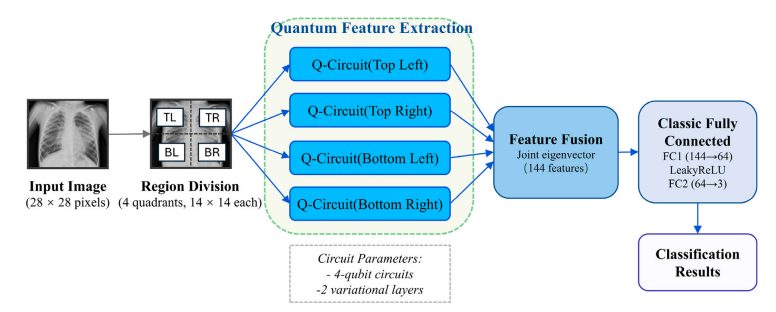 Quantum Feature Extraction
Q-Circuit(Top Left)
Q-Circuit(Top Right)
Q-Circuit(Bottom Left)
Q-Circuit(Bottom Right)
TL
TR
BL
BR
Input Image
(28 × 28 pixels)
Region Division
(4 quadrants, 14 × 14 each)
Feature Fusion
Joint eigenvector
(144 features)
Classic Fully
Connected
FC1 (144→64)
LeakyReLU
FC2 (64→3)
Classification
Results
Circuit Parameters:
- 4-qubit circuits
-2 variational layers